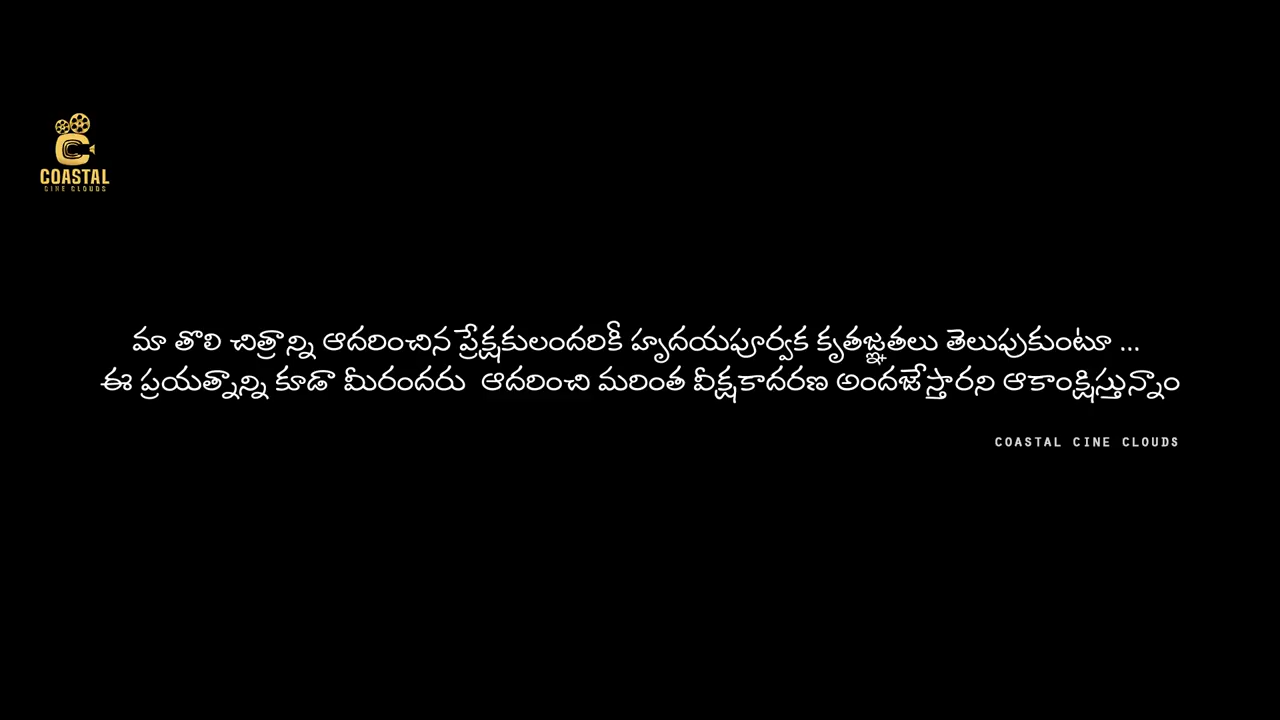 COASTAL
CINE CLOUDS
మా తొలి చిత్రాన్ని ఆదరించిన ప్రేక్షకులందరికీ హృదయపూర్వక కృతజ్ఞతలు తెలుపుకుంటూ ...
ఈ ప్రయత్నాన్ని కూడా మీరందరు ఆదరించి మరింత వీక్షకాదరణ అందజేస్తారని ఆకాంక్షిస్తున్నాం
COASTAL CINE CLOUDS